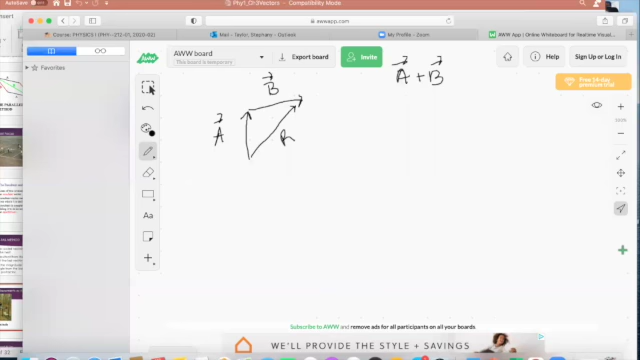 Phy1_Ch3Vectors - Compatibility Mode
AutoSave
awwapp.com
Course: PHYSICS I (PHY-212-01, 2020-02)
Mail - Taylor, Stephany - Outlook
My Profile - Zoom
AWW App | Online Whiteboard for Realtime Visual...
Favorites
AWW board
This board is temporary
Export board
Invite
Help
Sign Up or Log In
Free 14-day
premium trial
B
A + B
A
R
Aa
Subscribe to AWW and remove ads for all participants on all your boards
WE'LL PROVIDE THE STYLE + SAVINGS